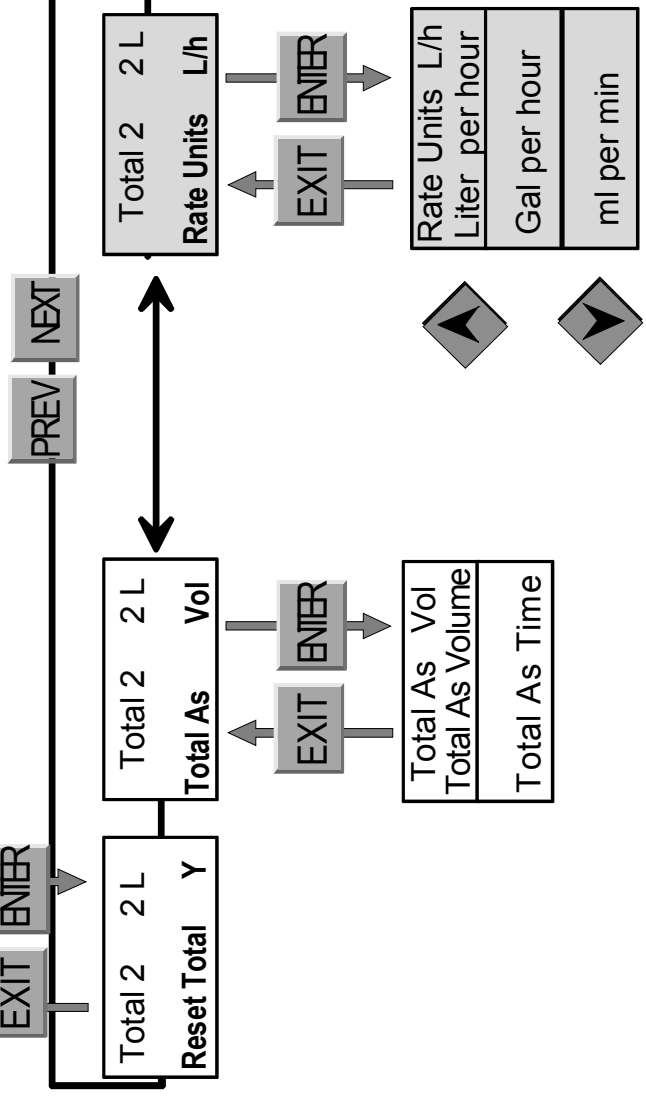 EXIT
ENTER
PREV
NEXT
Total 2 2 L
Reset Total Y
Total 2 2 L
Total As Vol
Total 2 2 L
Rate Units L/h
EXIT
ENTER
EXIT
ENTER
Total As Vol
Total As Volume
Total As Time
Rate Units L/h
Liter per hour
Gal per hour
ml per min